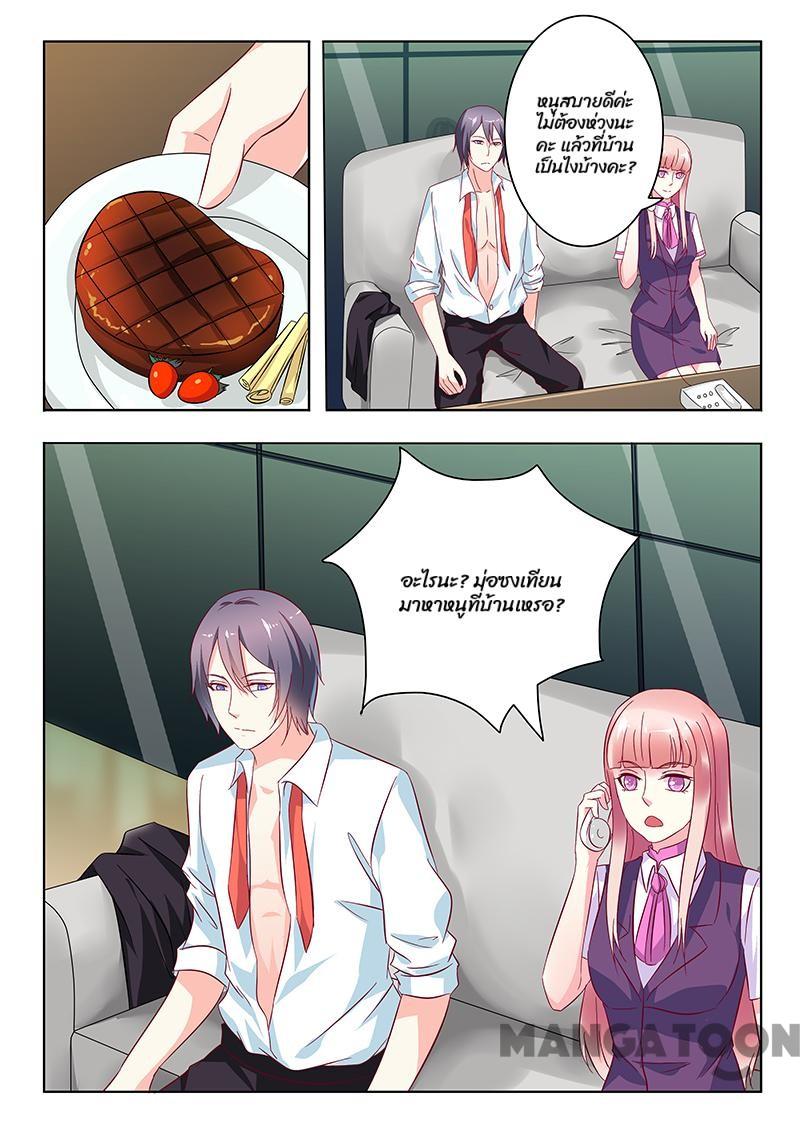 หนูสบายดีค่ะ
ไม่ต้องห่วงนะ
คะ แล้วที่บ้าน
เป็นไงบ้างคะ?
อะไรนะ? มุ่อซงเทียน
มาหาหนูที่บ้านเหรอ?
MANGATOON